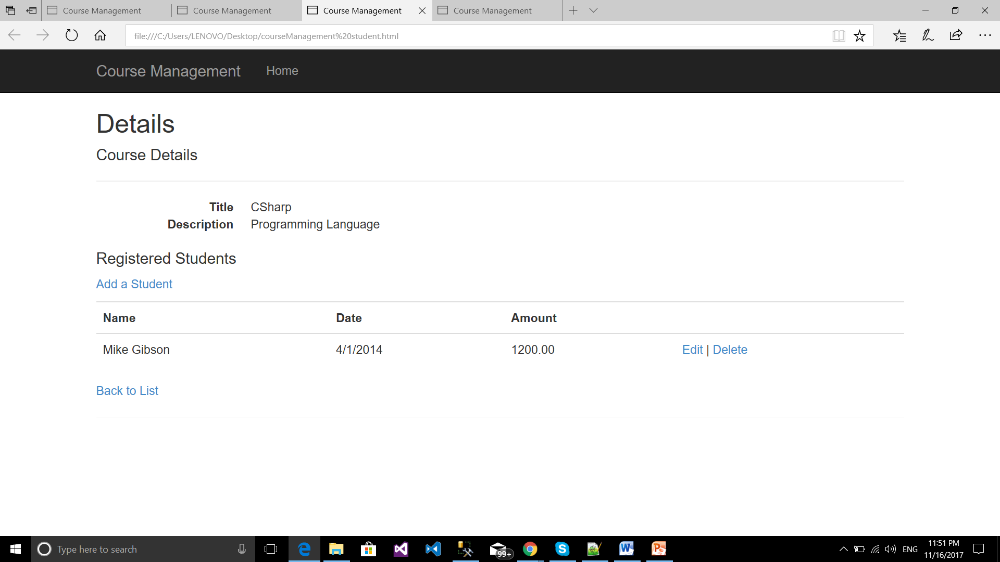 Course Management Course Management Course Management Course Management
file:///C:/Users/LENOVO/Desktop/courseManagement%20student.html
Course Management Home
Details
Course Details
Title CSharp
Description Programming Language
Registered Students
Add a Student
Name Date Amount
Mike Gibson 4/1/2014 1200.00 Edit | Delete
Back to List
Type here to search 99+ ENG 11:51 PM
11/16/2017